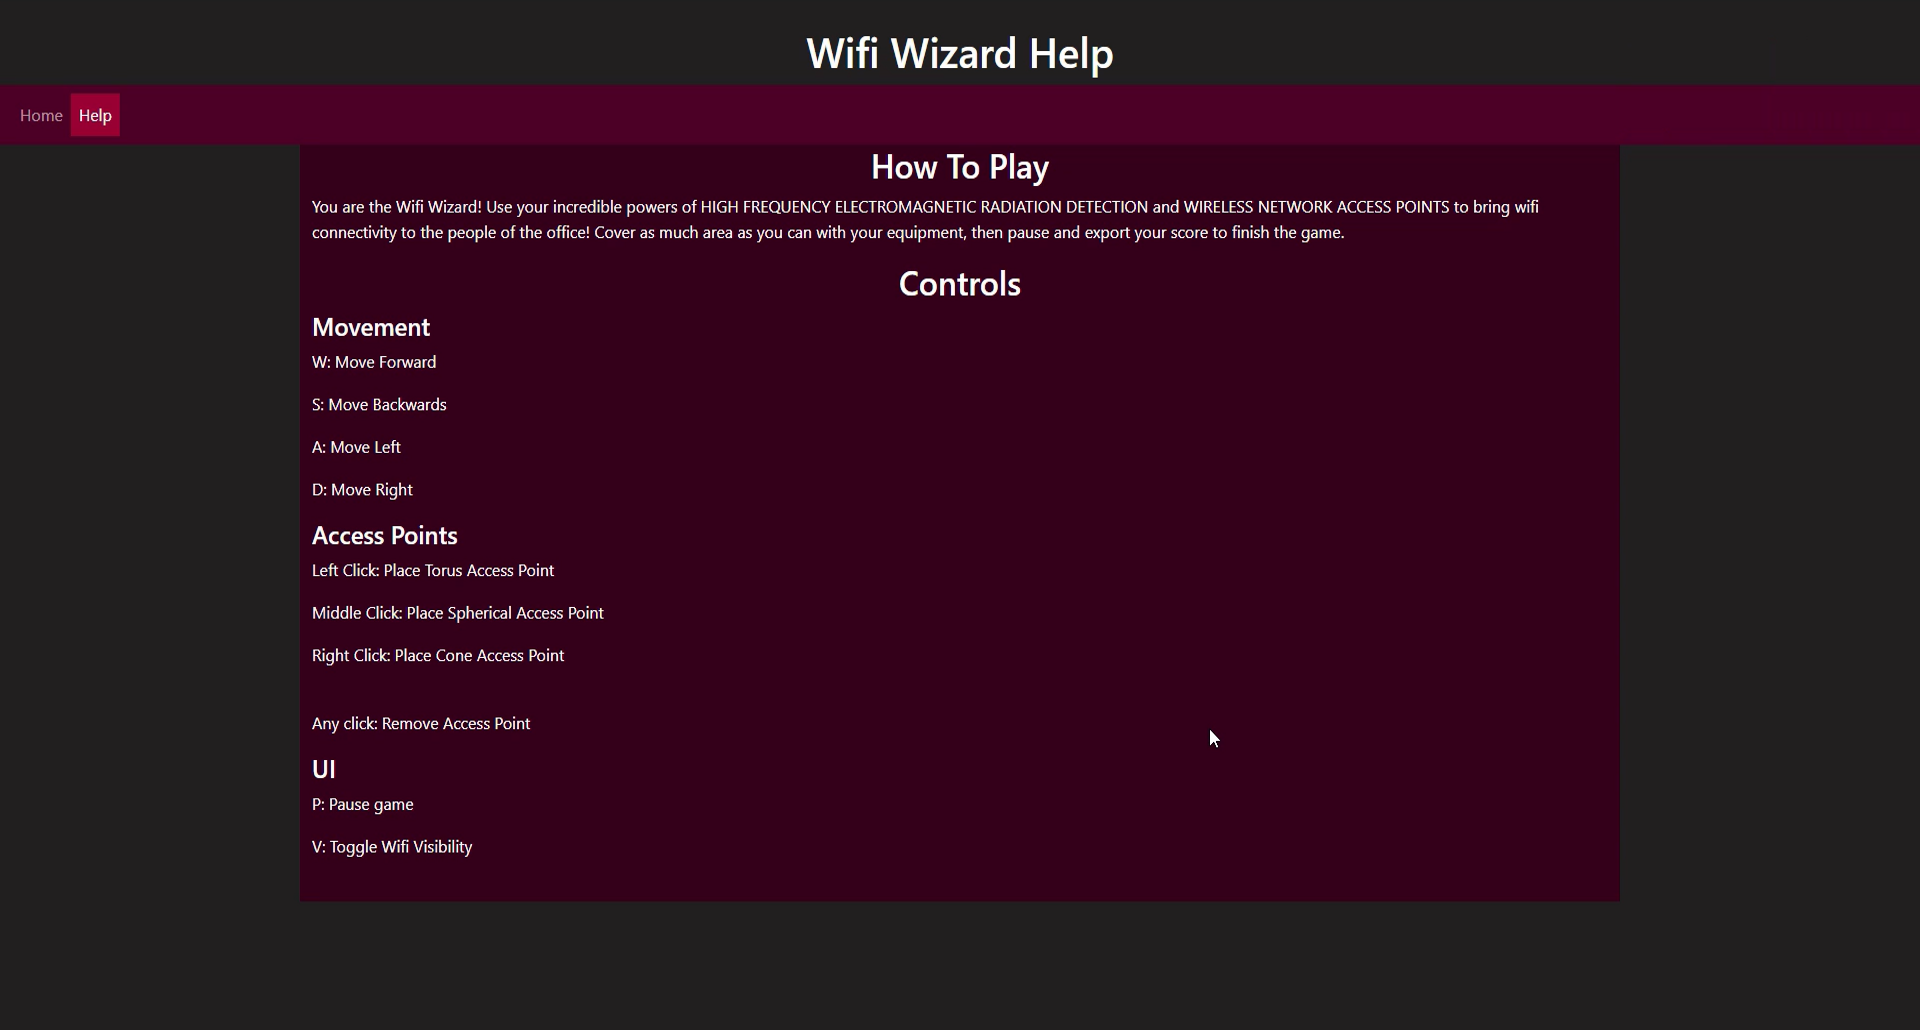 Wifi Wizard Help
Home Help
How To Play
You are the Wifi Wizard! Use your incredible powers of HIGH FREQUENCY ELECTROMAGNETIC RADIATION DETECTION and WIRELESS NETWORK ACCESS POINTS to bring wifi
connectivity to the people of the office! Cover as much area as you can with your equipment, then pause and export your score to finish the game.
Controls
Movement
W: Move Forward
S: Move Backwards
A: Move Left
D: Move Right
Access Points
Left Click: Place Torus Access Point
Middle Click: Place Spherical Access Point
Right Click: Place Cone Access Point
Any click: Remove Access Point
UI
P: Pause game
V: Toggle Wifi Visibility